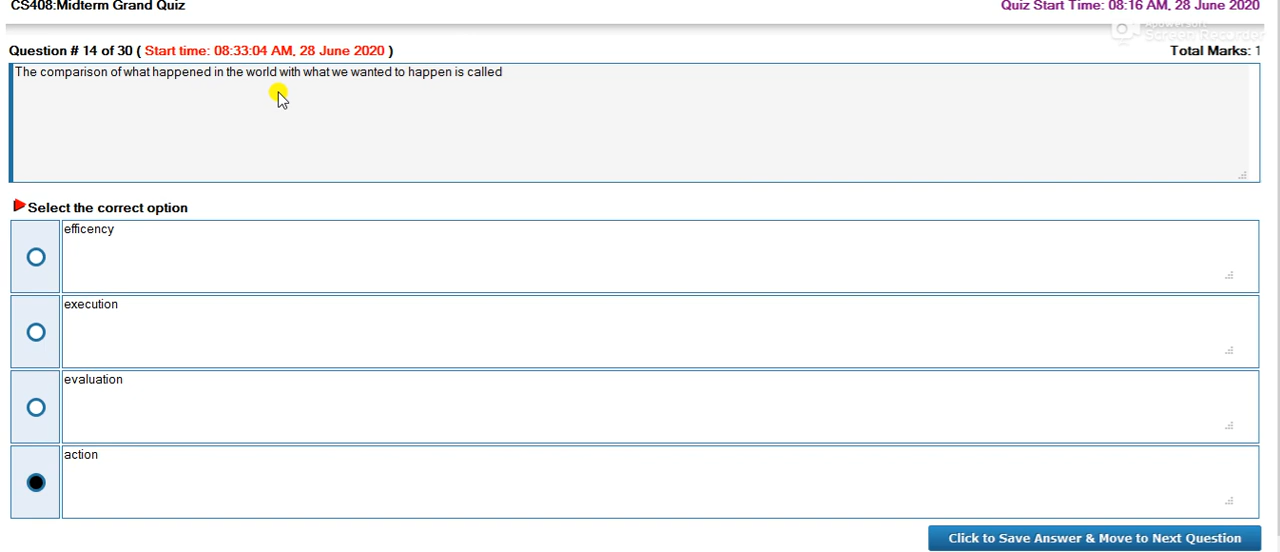 CS408:Midterm Grand Quiz
Quiz Start Time: 08:16 AM, 28 June 2020
Apowersoft
Screen Recorder
Question # 14 of 30 ( Start time: 08:33:04 AM, 28 June 2020 )
Total Marks: 1
The comparison of what happened in the world with what we wanted to happen is called
Select the correct option
efficency
execution
evaluation
action
Click to Save Answer & Move to Next Question